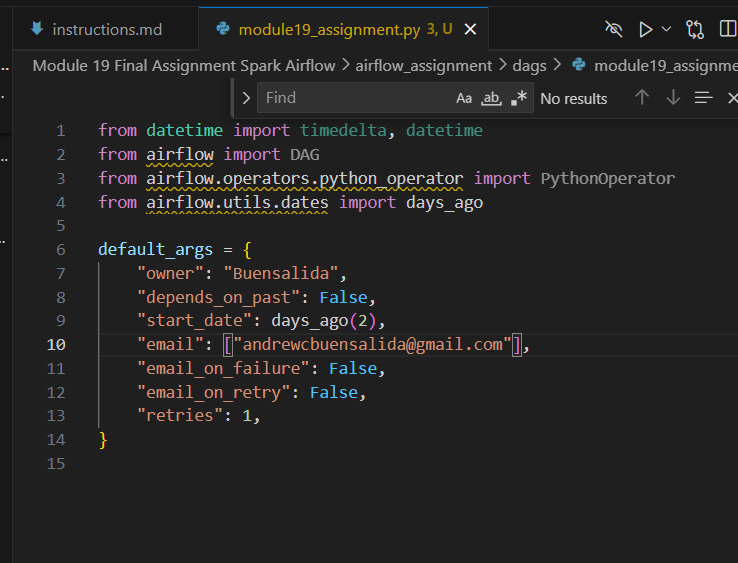 instructions.md
module19_assignment.py 3, U
Module 19 Final Assignment Spark Airflow > airflow_assignment > dags > module19_assignme
Find Aa ab .* No results
1 from datetime import timedelta, datetime
2 from airflow import DAG
3 from airflow.operators.python_operator import PythonOperator
4 from airflow.utils.dates import days_ago
5
6 default_args = {
7 "owner": "Buensalida",
8 "depends_on_past": False,
9 "start_date": days_ago(2),
10 "email": ["andrewcbuensalida@gmail.com"],
11 "email_on_failure": False,
12 "email_on_retry": False,
13 "retries": 1,
14 }
15